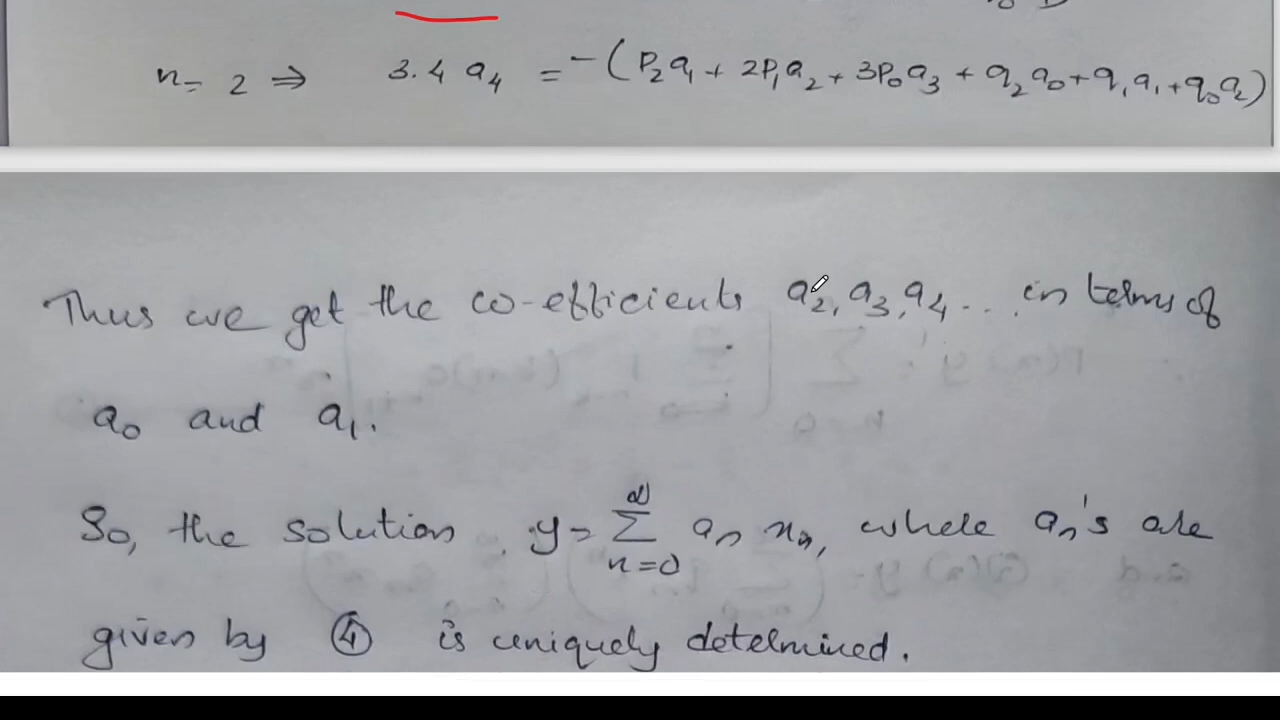 n = 2 ⇒ 3.4 a₄ = -(P₂a₁ + 2P₁a₂ + 3P₀a₃ + q₂a₀ + q₁a₁ + q₀a₂)
Thus we get the co-efficients a₂, a₃, a₄ ... in terms of
a₀ and a₁.
So, the solution y = ∑ₙ₌₀^∞ aₙ xₙ, where aₙ's are
given by ④ is uniquely determined.